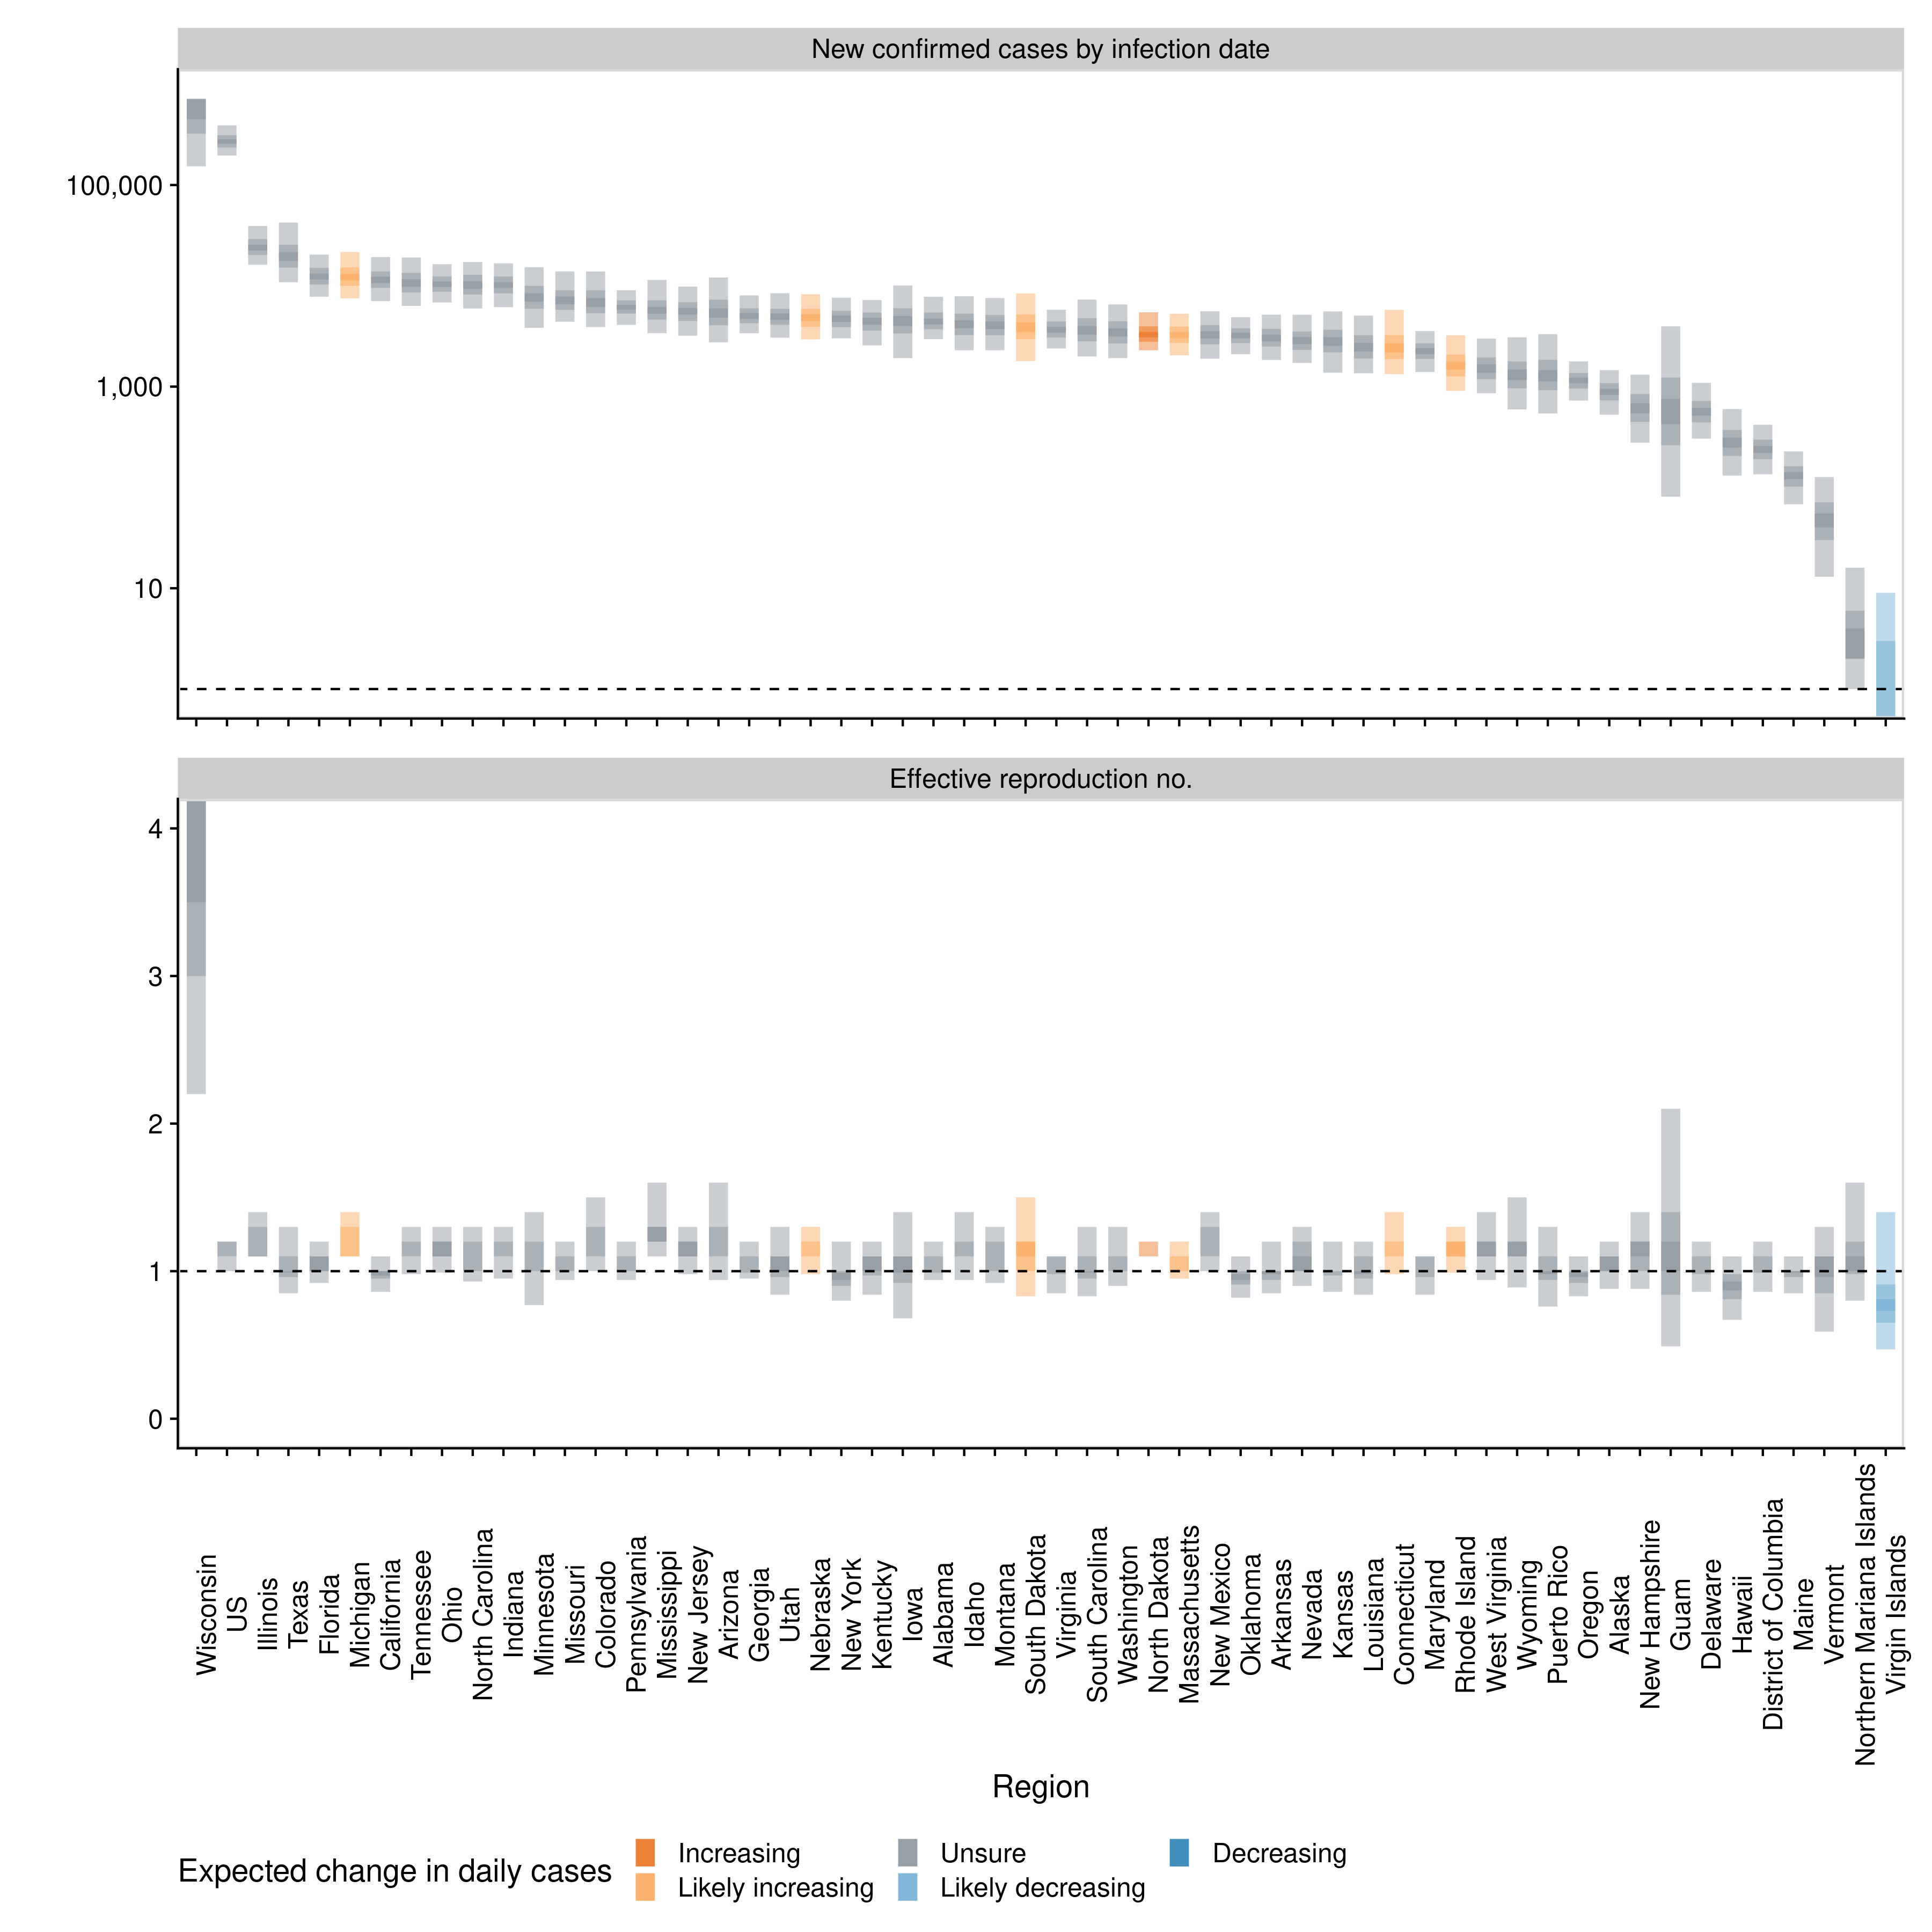 New confirmed cases by infection date
100,000
1,000
10
Effective reproduction no.
4
3
2
1
0
Wisconsin
US
Illinois
Texas
Florida
Michigan
California
Tennessee
Ohio
North Carolina
Indiana
Minnesota
Missouri
Colorado
Pennsylvania
Mississippi
New Jersey
Arizona
Georgia
Utah
Nebraska
New York
Kentucky
Iowa
Alabama
Idaho
Montana
South Dakota
Virginia
South Carolina
Washington
North Dakota
Massachusetts
New Mexico
Oklahoma
Arkansas
Nevada
Kansas
Louisiana
Connecticut
Maryland
Rhode Island
West Virginia
Wyoming
Puerto Rico
Oregon
Alaska
New Hampshire
Guam
Delaware
Hawaii
District of Columbia
Maine
Vermont
Northern Mariana Islands
Virgin Islands
Region
Expected change in daily cases
Increasing
Unsure
Decreasing
Likely increasing
Likely decreasing